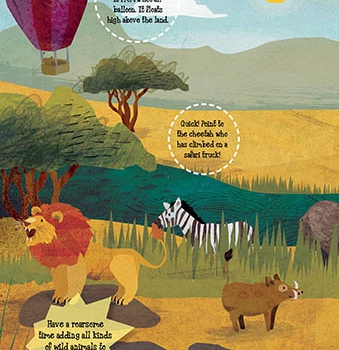 balloon. It floats
high above the land.
Quick! Point to
the cheetah who
has climbed on a
safari truck!
Have a roarsome
time adding all kinds
of wild animals to